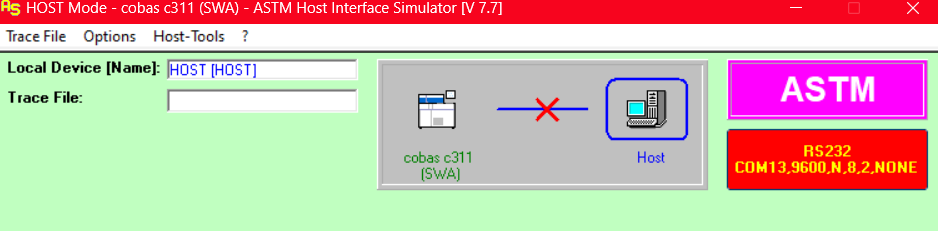 HOST Mode - cobas c311 (SWA) - ASTM Host Interface Simulator [V 7.7]
Trace File Options Host-Tools ?
Local Device [Name]: HOST [HOST]
Trace File:
cobas c311
(SWA)
Host
ASTM
RS232
COM13,9600,N,8,2,NONE